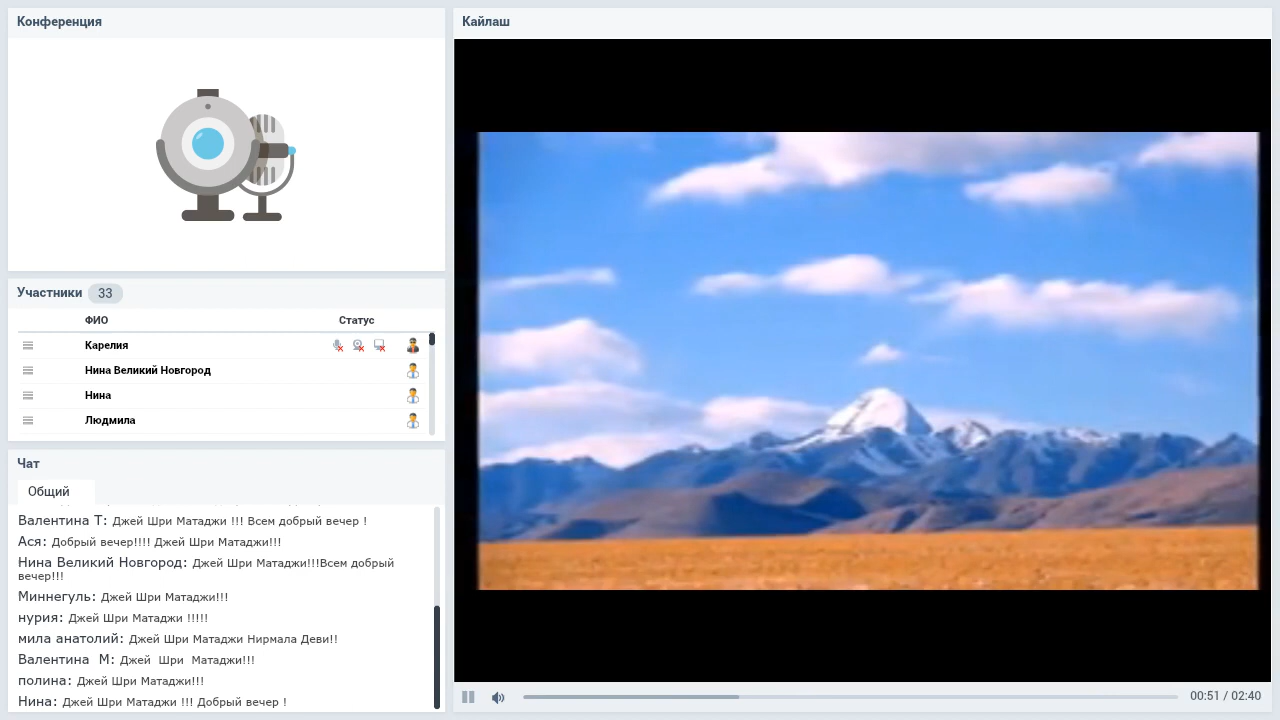 Конференция
Кайлаш
Участники 33
ФИО Статус
Карелия
Нина Великий Новгород
Нина
Людмила
Чат
Общий
Валентина Т: Джей Шри Матаджи !!! Всем добрый вечер !
Ася: Добрый вечер!!!! Джей Шри Матаджи!!!
Нина Великий Новгород: Джей Шри Матаджи!!!Всем добрый
вечер!!!
Миннегуль: Джей Шри Матаджи!!!
нурия: Джей Шри Матаджи !!!!!
мила анатолий: Джей Шри Матаджи Нирмала Деви!!
Валентина  М: Джей  Шри  Матаджи!!!
полина: Джей Шри Матаджи!!!
Нина: Джей Шри Матаджи !!! Добрый вечер !
00:51 / 02:40